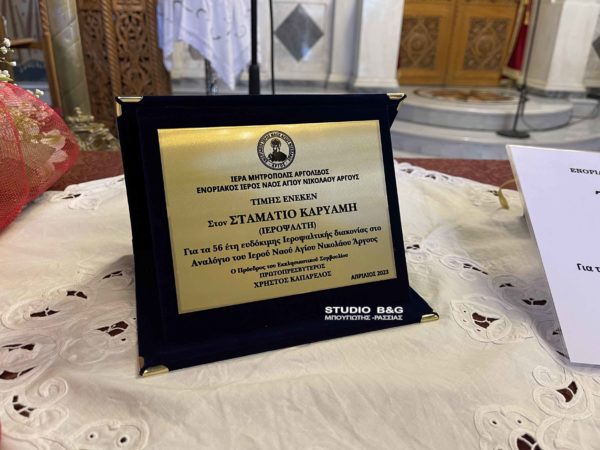 ΙΕΡΑ ΜΗΤΡΟΠΟΛΙΣ ΑΡΓΟΛΙΔΟΣ
ΕΝΟΡΙΑΚΟΣ ΙΕΡΟΣ ΝΑΟΣ ΑΓΙΟΥ ΝΙΚΟΛΑΟΥ ΑΡΓΟΥΣ
ΤΙΜΗΣ ΕΝΕΚΕΝ
Στον ΣΤΑΜΑΤΙΟ ΚΑΡΥΑΜΗ
(ΙΕΡΟΨΑΛΤΗ)
Για τα 56 έτη ευδόκιμης Ιεροψαλτικής διακονίας στο
Αναλόγιο του Ιερού Ναού Αγίου Νικολάου Άργους
Ο Πρόεδρος του Εκκλησιαστικού Συμβουλίου
ΠΡΩΤΟΠΡΕΣΒΥΤΕΡΟΣ
ΧΡΗΣΤΟΣ ΚΑΠΑΡΕΛΟΣ
ΑΠΡΙΛΙΟΣ 2023
STUDIO B&G
ΜΠΟΥΓΙΩΤΗΣ -ΡΑΣΣΙΑΣ
Για τ